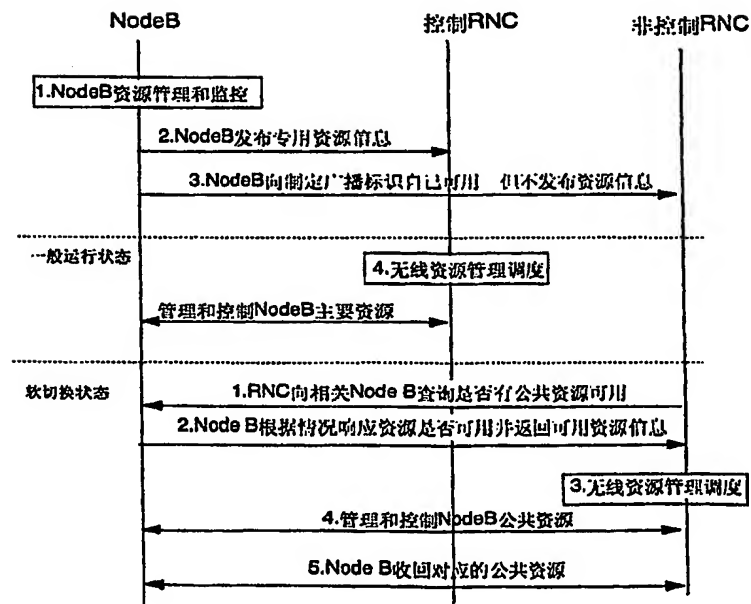 NodeB
控制RNC
非控制RNC
1.NodeB资源管理和监控
2.NodeB发布专用资源信息
3.NodeB向制定广播标识自己可用 但不发布资源信息
一般运行状态
4.无线资源管理调度
管理和控制NodeB主要资源
软切换状态
1.RNC向相关Node B查询是否有公共资源可用
2.Node B根据情况响应资源是否可用并返回可用资源信息
3.无线资源管理调度
4.管理和控制NodeB公共资源
5.Node B收回对应的公共资源